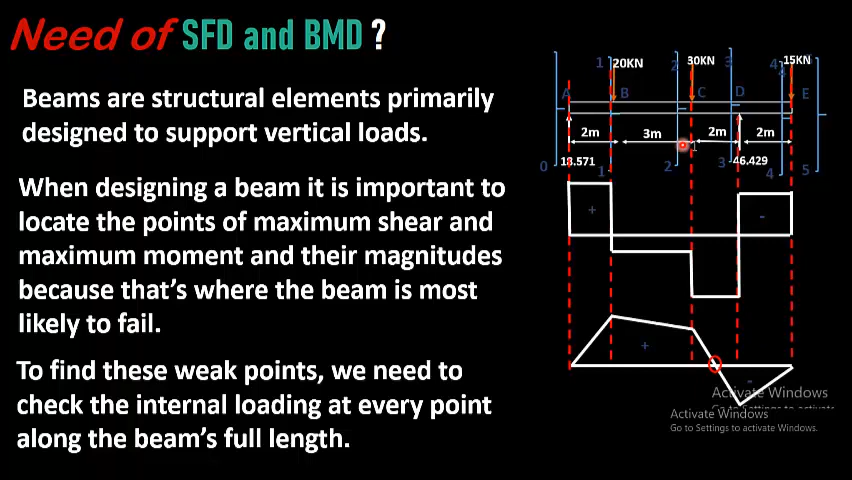 Need of SFD and BMD ?
Beams are structural elements primarily
designed to support vertical loads.
When designing a beam it is important to
locate the points of maximum shear and
maximum moment and their magnitudes
because that's where the beam is most
likely to fail.
To find these weak points, we need to
check the internal loading at every point
along the beam's full length.
1 20KN 2 30KN 3 4 15KN
A B C D E
2m 3m 2m 2m
0 18.571 1 2 3 46.429 4 5
+ -
+
-
Activate Windows
Activate Windows
Go to Settings to activate Windows.